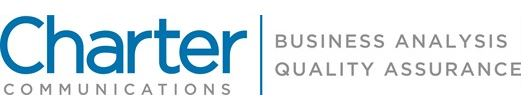 Charter
COMMUNICATIONS
BUSINESS ANALYSIS
QUALITY ASSURANCE